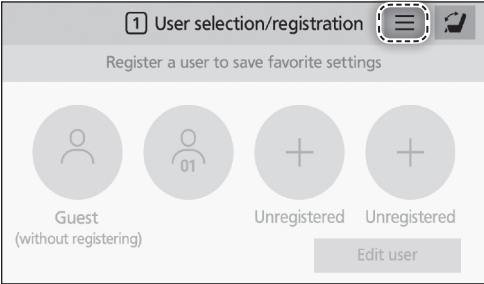 1 User selection/registration
Register a user to save favorite settings
01
Guest
(without registering)
Unregistered
Unregistered
Edit user